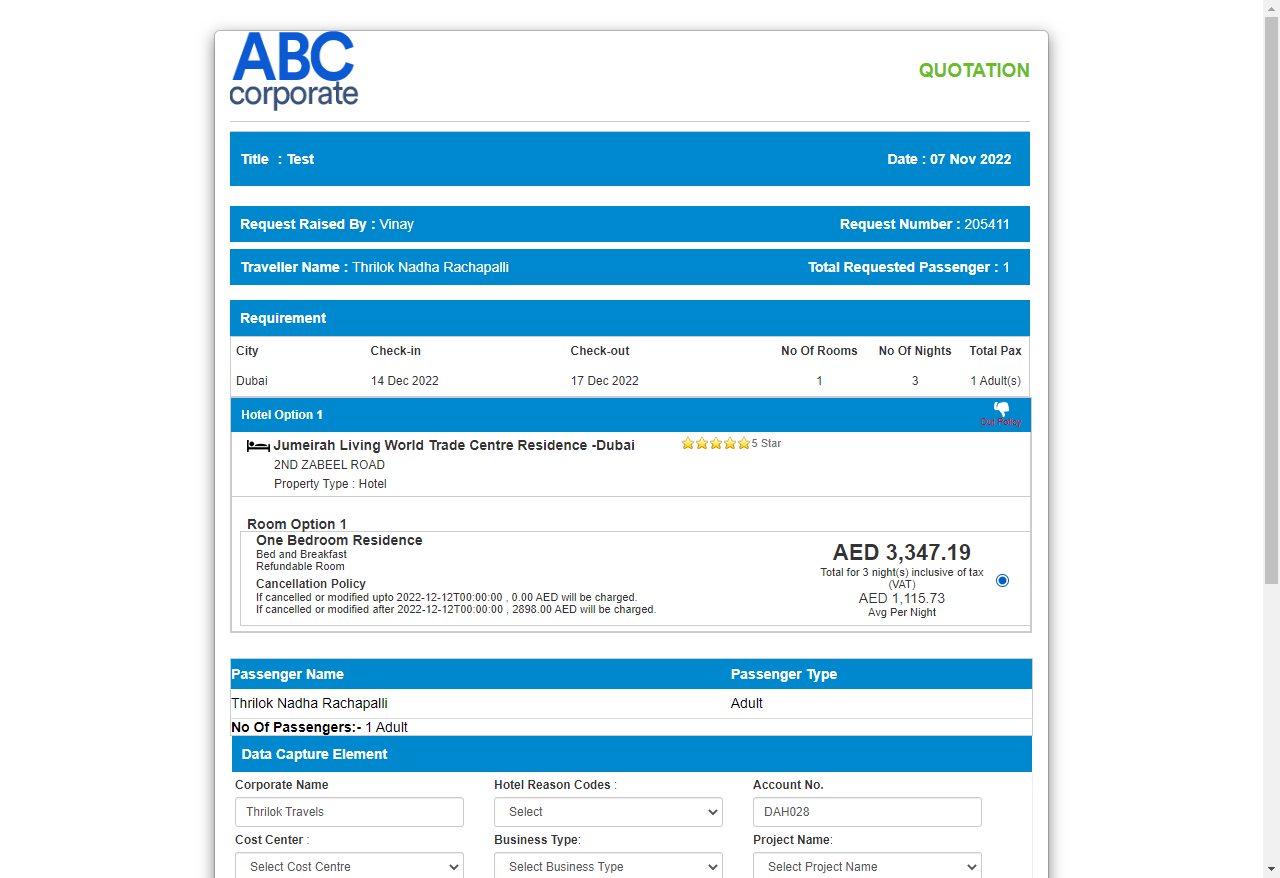 ABC
corporate
QUOTATION
Title : Test
Date : 07 Nov 2022
Request Raised By : Vinay
Request Number : 205411
Traveller Name : Thrilok Nadha Rachapalli
Total Requested Passenger : 1
Requirement
City Check-in Check-out No Of Rooms No Of Nights Total Pax
Dubai 14 Dec 2022 17 Dec 2022 1 3 1 Adult(s)
Hotel Option 1
Out Policy
Jumeirah Living World Trade Centre Residence -Dubai
5 Star
2ND ZABEEL ROAD
Property Type : Hotel
Room Option 1
One Bedroom Residence
Bed and Breakfast
Refundable Room
Cancellation Policy
If cancelled or modified upto 2022-12-12T00:00:00 , 0.00 AED will be charged.
If cancelled or modified after 2022-12-12T00:00:00 , 2898.00 AED will be charged.
AED 3,347.19
Total for 3 night(s) inclusive of tax
(VAT)
AED 1,115.73
Avg Per Night
Passenger Name Passenger Type
Thrilok Nadha Rachapalli Adult
No Of Passengers:- 1 Adult
Data Capture Element
Corporate Name Hotel Reason Codes : Account No.
Thrilok Travels Select DAH028
Cost Center : Business Type: Project Name:
Select Cost Centre Select Business Type Select Project Name